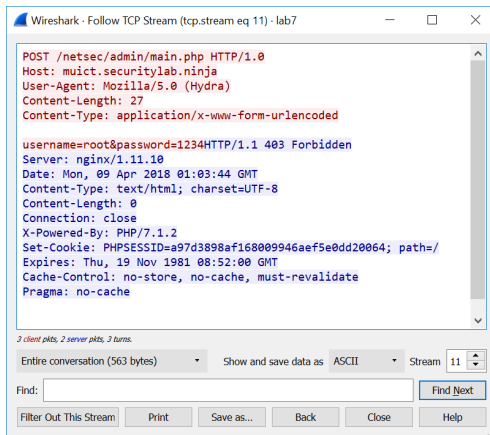 Wireshark · Follow TCP Stream (tcp.stream eq 11) · lab7
POST /netsec/admin/main.php HTTP/1.0
Host: muict.securitylab.ninja
User-Agent: Mozilla/5.0 (Hydra)
Content-Length: 27
Content-Type: application/x-www-form-urlencoded
username=root&password=1234HTTP/1.1 403 Forbidden
Server: nginx/1.11.10
Date: Mon, 09 Apr 2018 01:03:44 GMT
Content-Type: text/html; charset=UTF-8
Content-Length: 0
Connection: close
X-Powered-By: PHP/7.1.2
Set-Cookie: PHPSESSID=a97d3898af168009946aef5e0dd20064; path=/
Expires: Thu, 19 Nov 1981 08:52:00 GMT
Cache-Control: no-store, no-cache, must-revalidate
Pragma: no-cache
3 client pkts, 2 server pkts, 3 turns.
Entire conversation (563 bytes) Show and save data as ASCII Stream 11
Find: Find Next
Filter Out This Stream Print Save as... Back Close Help